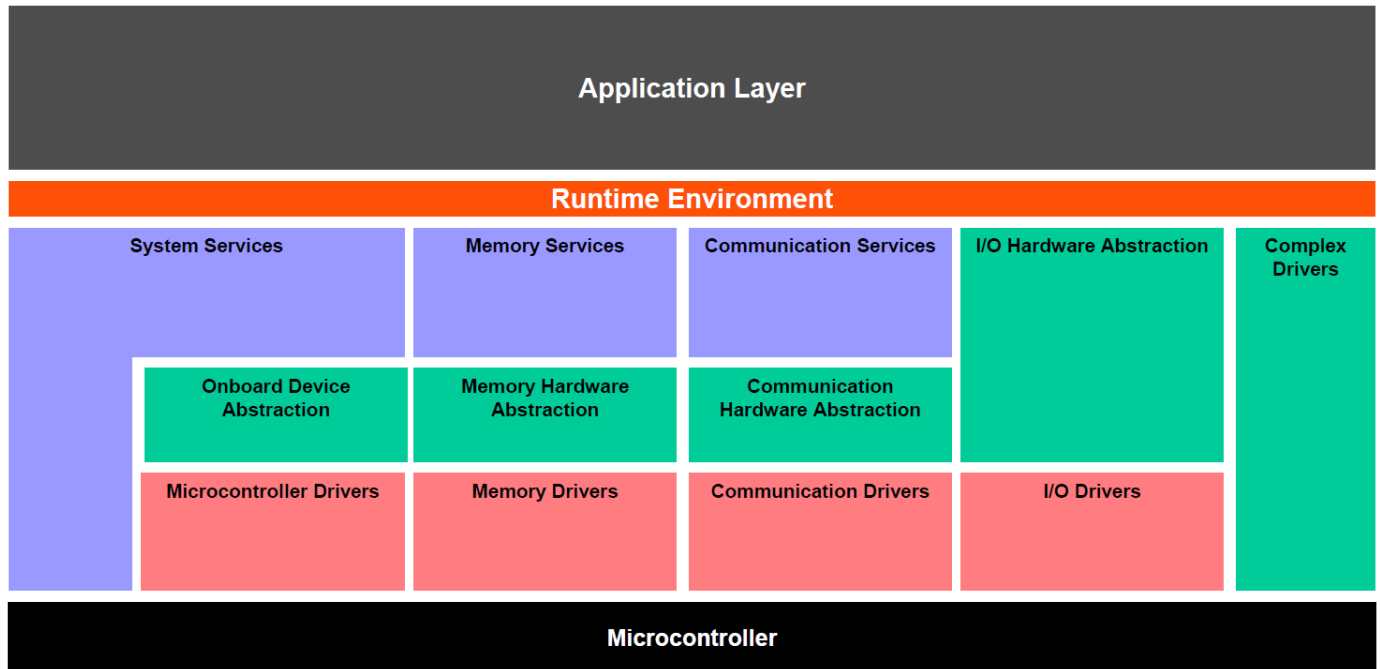 Application Layer
Runtime Environment
System Services
Memory Services
Communication Services
I/O Hardware Abstraction
Complex
Drivers
Onboard Device
Abstraction
Memory Hardware
Abstraction
Communication
Hardware Abstraction
Microcontroller Drivers
Memory Drivers
Communication Drivers
I/O Drivers
Microcontroller